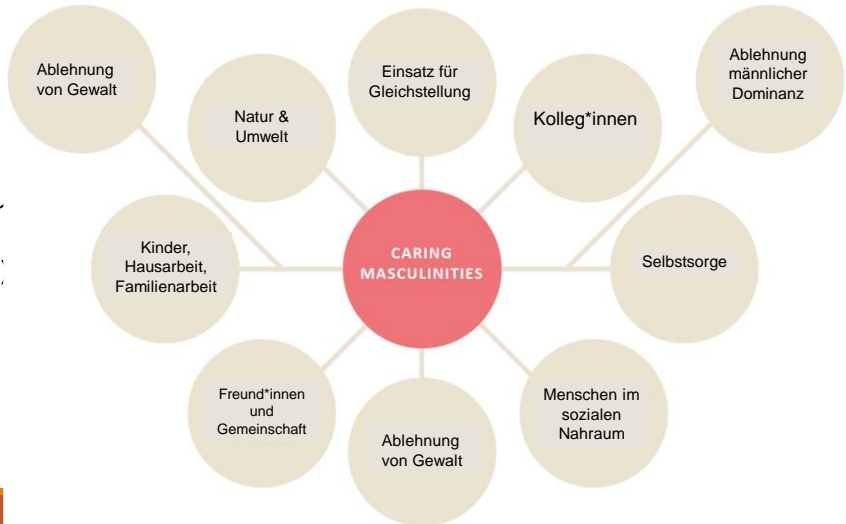 Ablehnung
von Gewalt
Natur &
Umwelt
Einsatz für
Gleichstellung
Kolleg*innen
Ablehnung
männlicher
Dominanz
Kinder,
Hausarbeit,
Familienarbeit
CARING
MASCULINITIES
Selbstsorge
Freund*innen
und
Gemeinschaft
Ablehnung
von Gewalt
Menschen im
sozialen
Nahraum